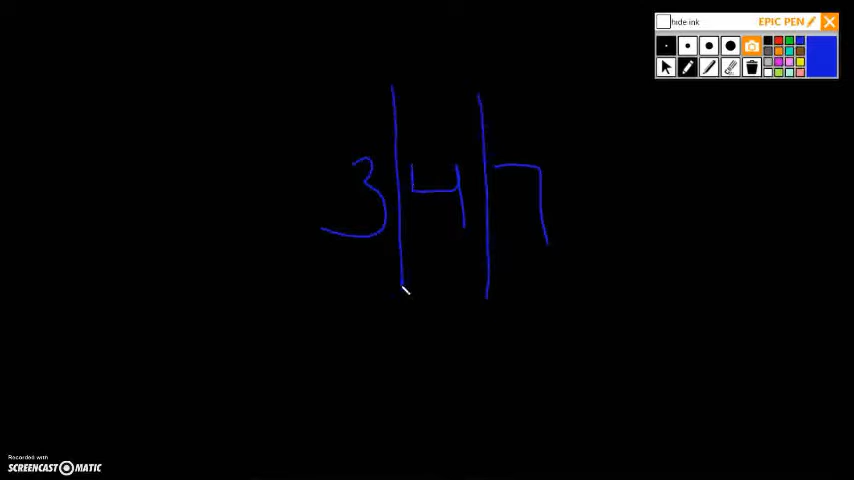 hide ink EPIC PEN
3 4 7
Recorded with
SCREENCAST MATIC